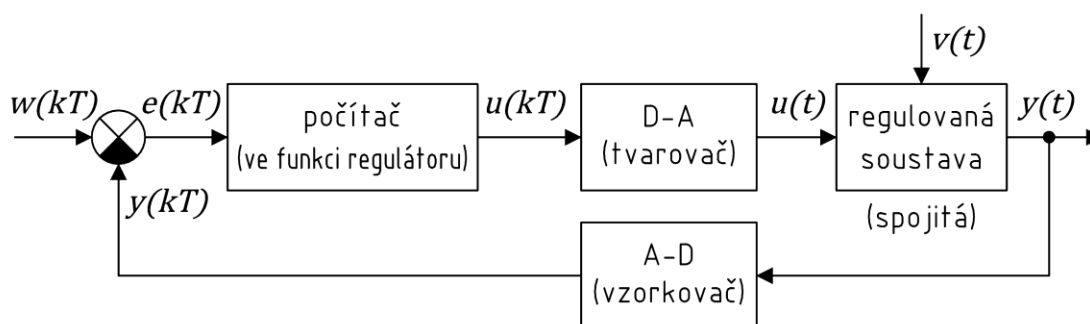 v(t)
w(kT)
e(kT)
počítač
(ve funkci regulátoru)
u(kT)
D-A
(tvarovač)
u(t)
regulovaná
soustava
y(t)
(spojitá)
y(kT)
A-D
(vzorkovač)